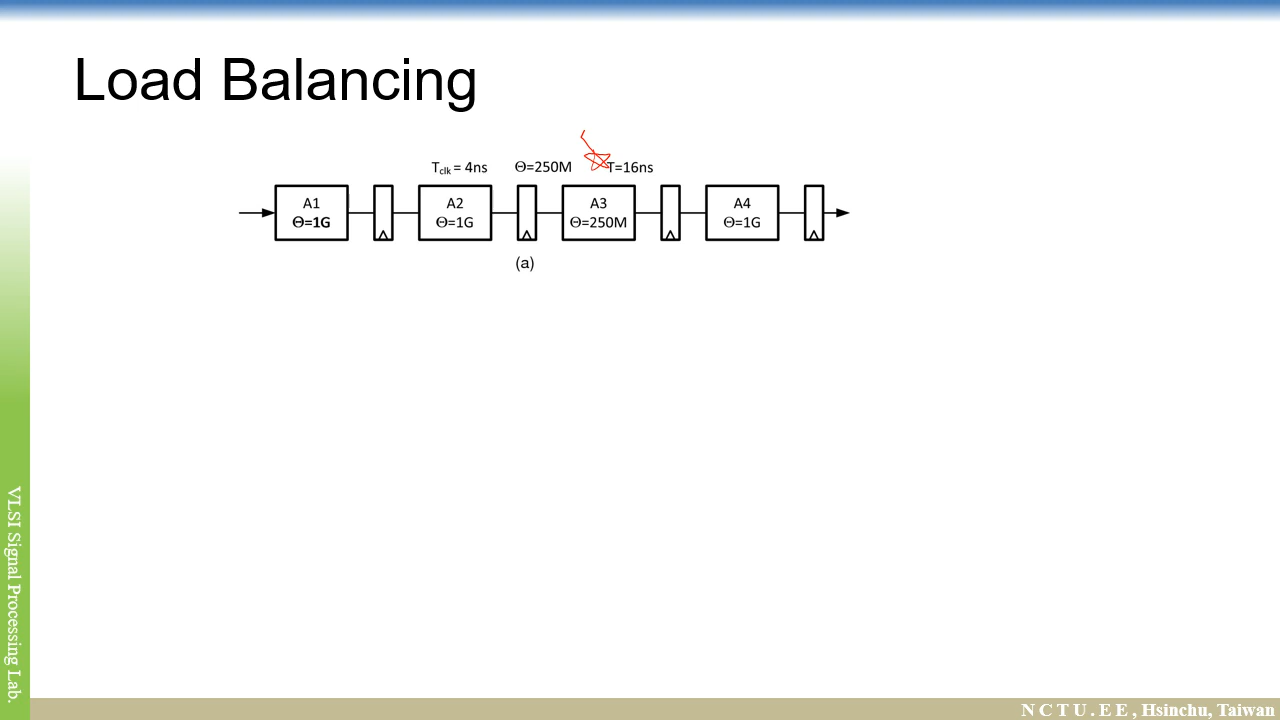 Load Balancing
Tclk = 4ns Θ=250M T=16ns
A1 A2 A3 A4
Θ=1G Θ=1G Θ=250M Θ=1G
(a)
VLSI Signal Processing Lab.
N C T U . E E , Hsinchu, Taiwan